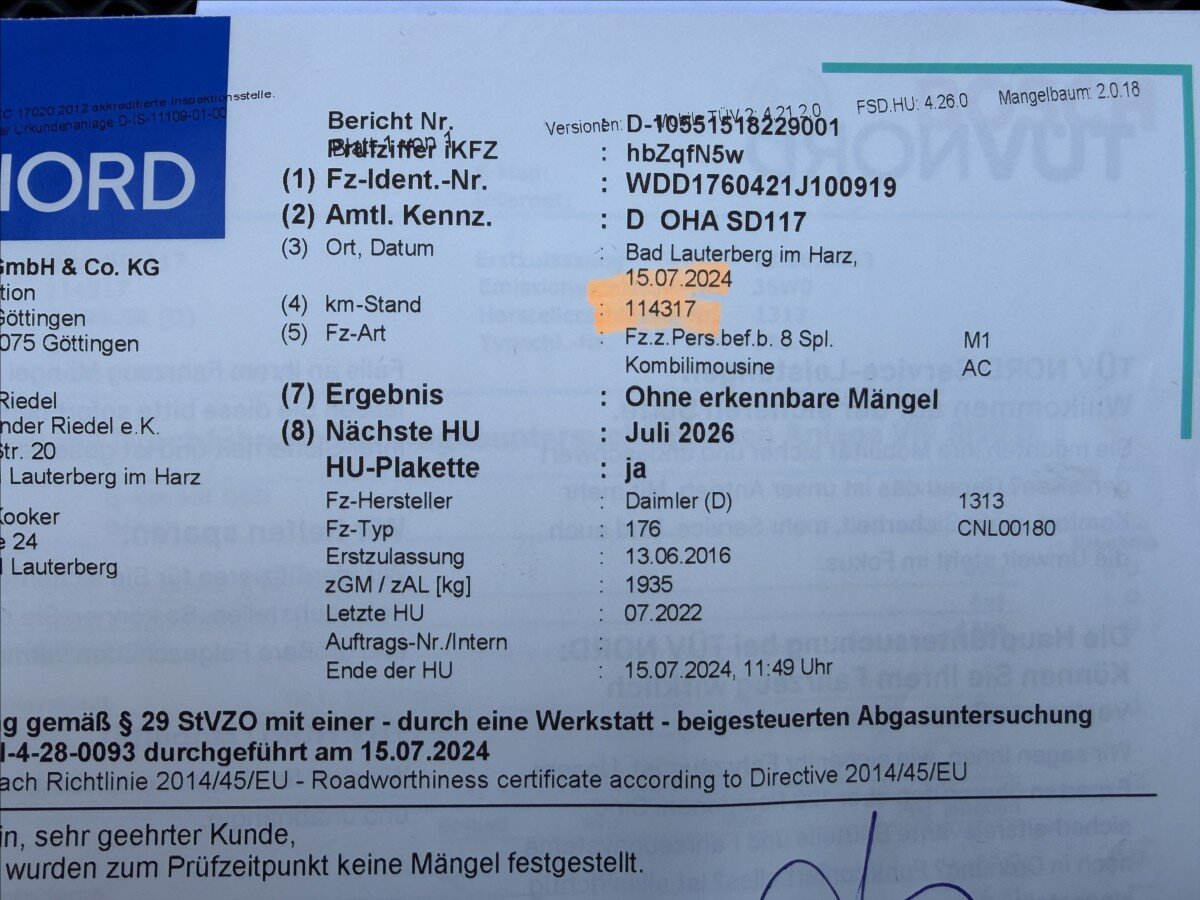 17020:2012 akkreditierte Inspektionsstelle.
Urkundenanlage D-IS-11109-01-00
NORD
Versionen: Mobile TÜV 2: 4.21.2.0 FSD.HU: 4.26.0 Mangelbaum: 2.0.18
Blatt 1 von 1
Bericht Nr. : D-10551518229001
Prüfziffer iKFZ : hbZqfN5w
(1) Fz-Ident.-Nr. : WDD1760421J100919
(2) Amtl. Kennz. : D OHA SD117
(3) Ort, Datum : Bad Lauterberg im Harz,
15.07.2024
(4) km-Stand : 114317
(5) Fz-Art : Fz.z.Pers.bef.b. 8 Spl. M1
Kombilimousine AC
(7) Ergebnis : Ohne erkennbare Mängel
(8) Nächste HU : Juli 2026
HU-Plakette : ja
Fz-Hersteller : Daimler (D) 1313
Fz-Typ : 176 CNL00180
Erstzulassung : 13.06.2016
zGM / zAL [kg] : 1935
Letzte HU : 07.2022
Auftrags-Nr./Intern :
Ende der HU : 15.07.2024, 11:49 Uhr
GmbH & Co. KG
tion
Göttingen
075 Göttingen
Riedel
nder Riedel e.K.
str. 20
Lauterberg im Harz
Kooker
e 24
Lauterberg
g gemäß § 29 StVZO mit einer - durch eine Werkstatt - beigesteuerten Abgasuntersuchung
I-4-28-0093 durchgeführt am 15.07.2024
ach Richtlinie 2014/45/EU - Roadworthiness certificate according to Directive 2014/45/EU
in, sehr geehrter Kunde,
wurden zum Prüfzeitpunkt keine Mängel festgestellt.